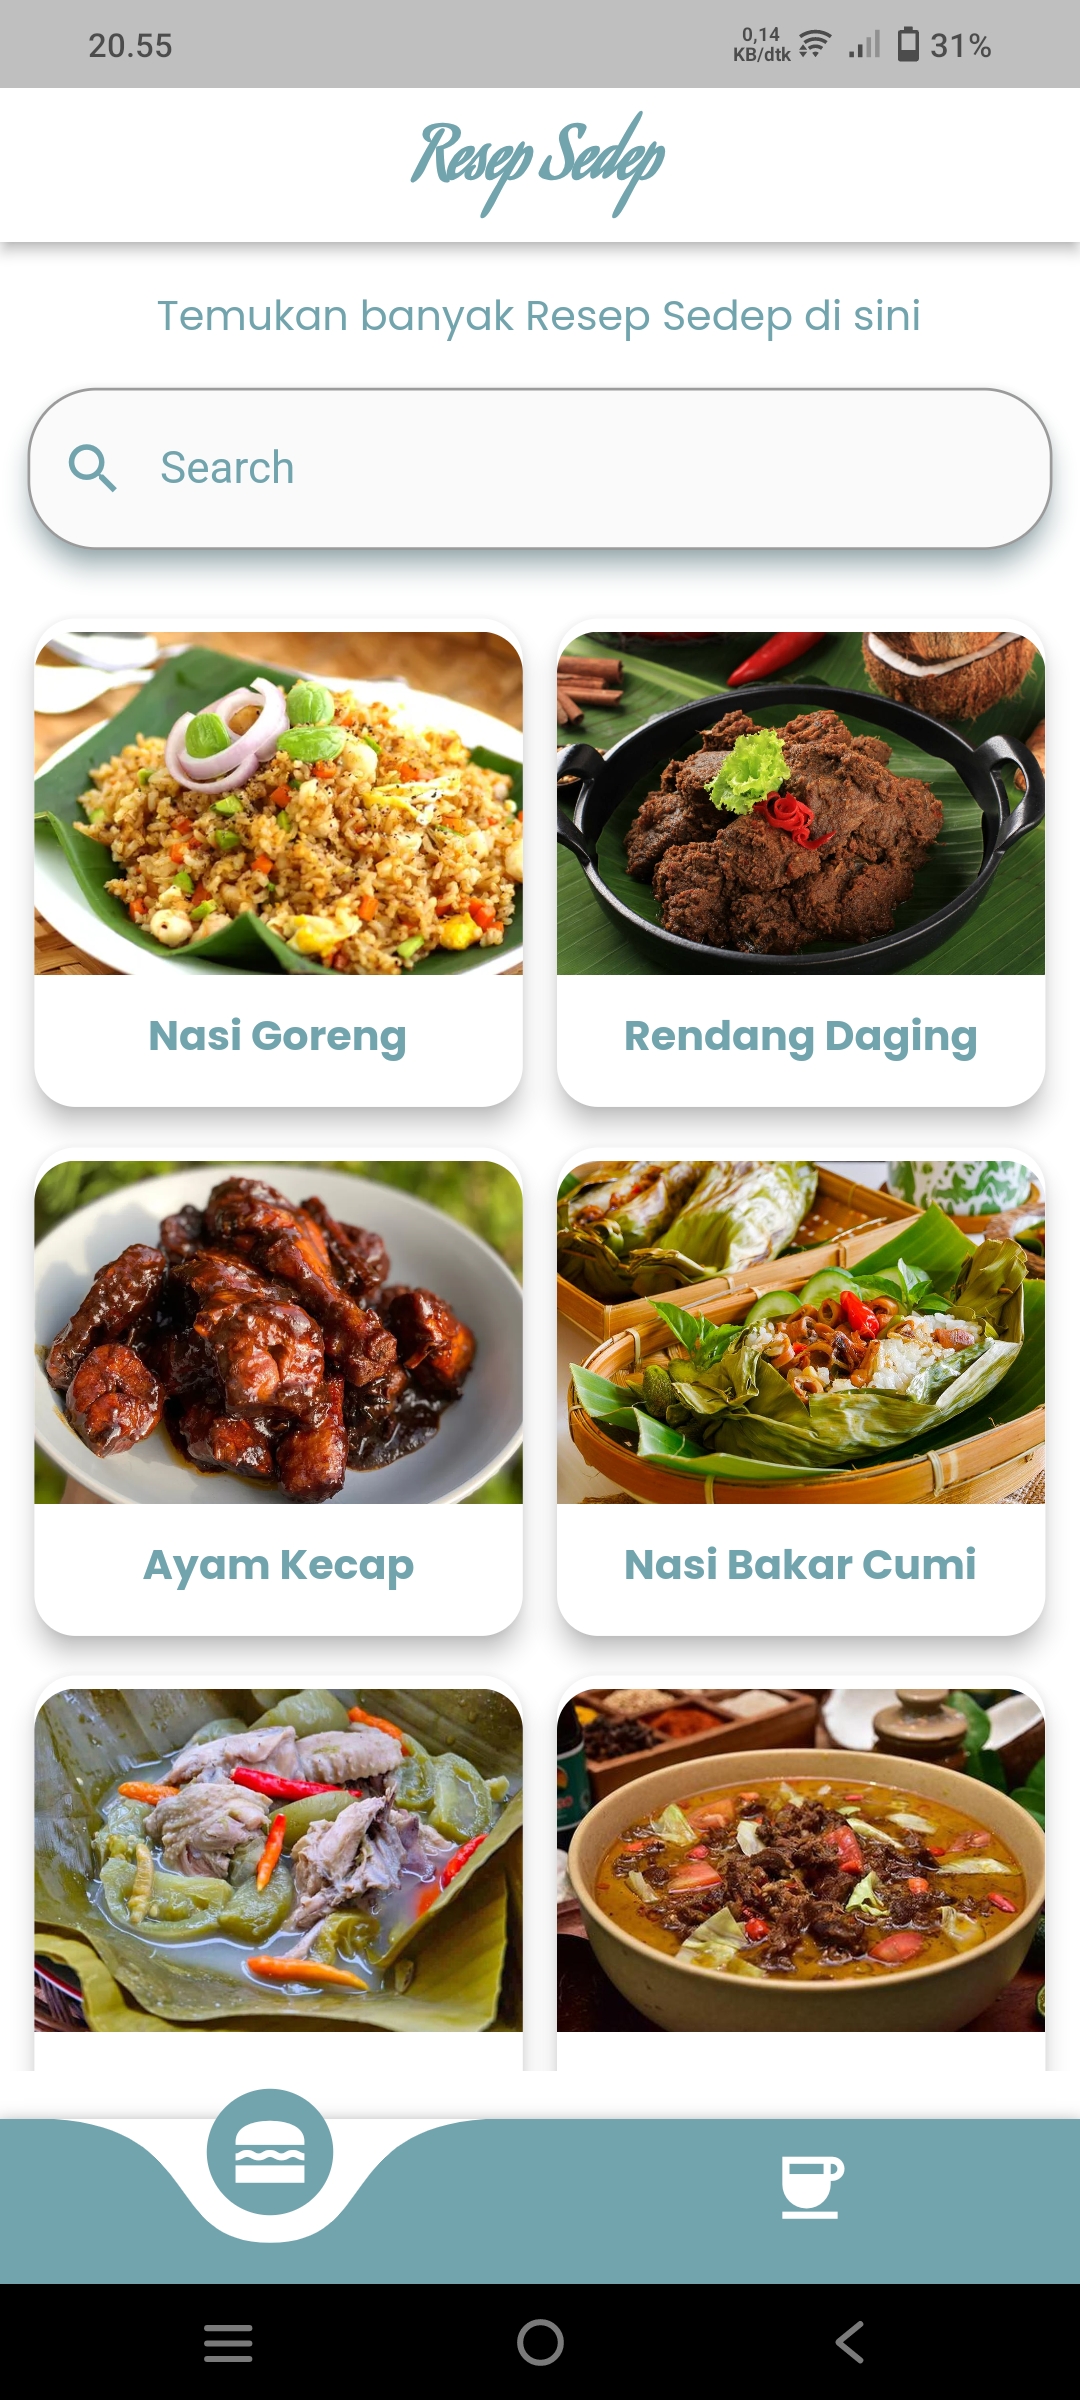 20.55
0,14
KB/dtk
31%
Resep Sedep
Temukan banyak Resep Sedep di sini
Search
Nasi Goreng
Rendang Daging
Ayam Kecap
Nasi Bakar Cumi